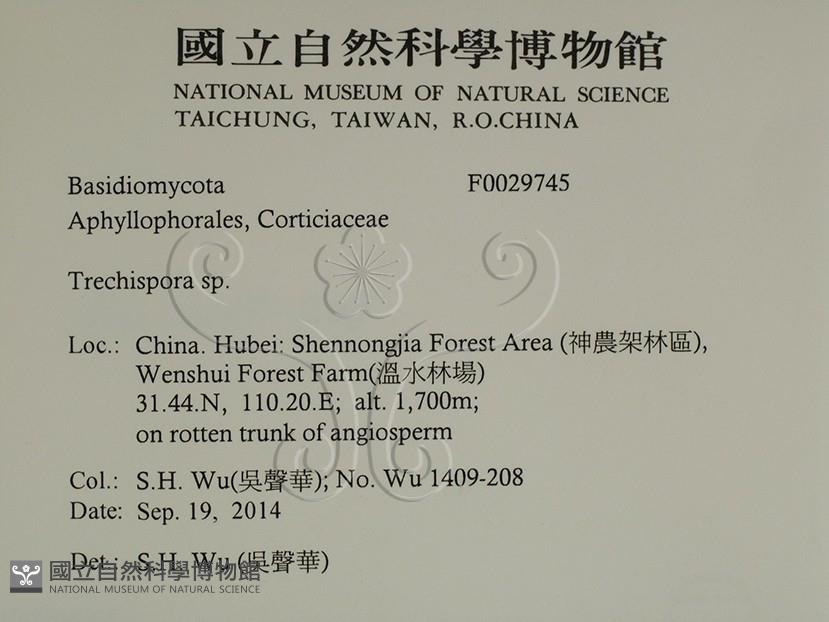 國立自然科學博物館
NATIONAL MUSEUM OF NATURAL SCIENCE
TAICHUNG, TAIWAN, R.O.CHINA
Basidiomycota F0029745
Aphyllophorales, Corticiaceae
Trechispora sp.
Loc.: China. Hubei: Shennongjia Forest Area (神農架林區),
Wenshui Forest Farm(溫水林場)
31.44.N, 110.20.E; alt. 1,700m;
on rotten trunk of angiosperm
Col.: S.H. Wu(吳聲華); No. Wu 1409-208
Date: Sep. 19, 2014
Det.: S.H. Wu (吳聲華)
國立自然科學博物館
NATIONAL MUSEUM OF NATURAL SCIENCE